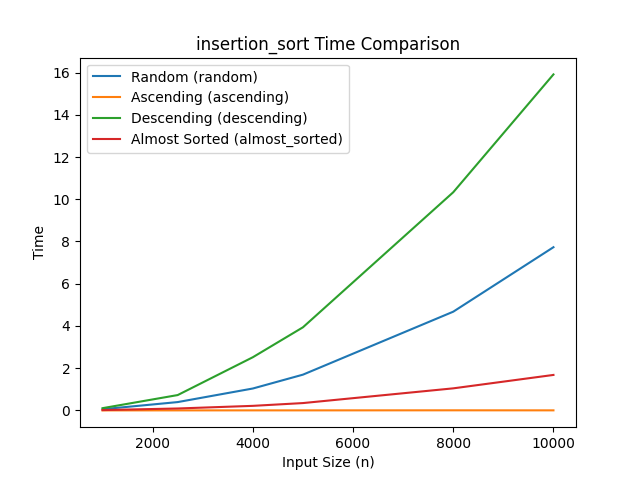 insertion_sort Time Comparison
Random (random)
Ascending (ascending)
Descending (descending)
Almost Sorted (almost_sorted)
16
14
12
10
8
6
4
2
0
Time
2000 4000 6000 8000 10000
Input Size (n)